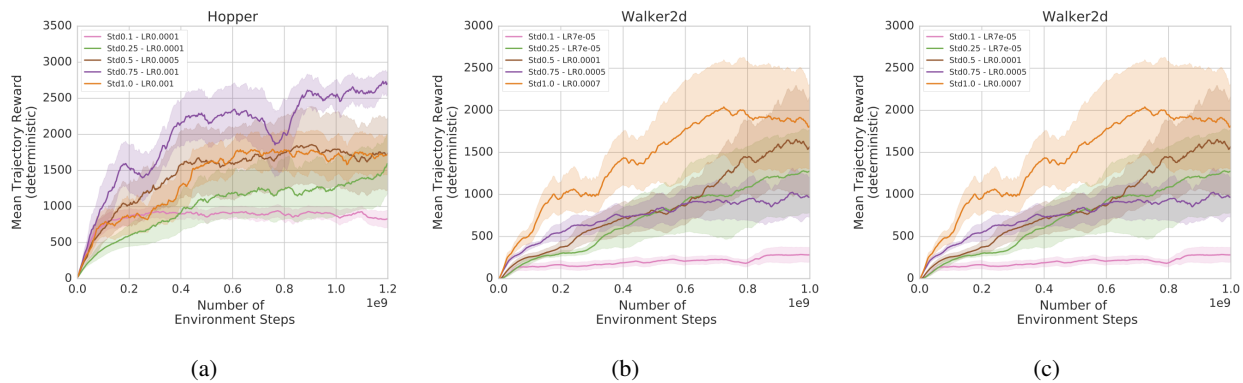 Hopper
Mean Trajectory Reward
(deterministic)
3500
3000
2500
2000
1500
1000
500
0
Std0.1 - LR0.0001
Std0.25 - LR0.0001
Std0.5 - LR0.0005
Std0.75 - LR0.001
Std1.0 - LR0.001
0.0 0.2 0.4 0.6 0.8 1.0 1.2
1e9
Number of
Environment Steps
(a)
Walker2d
Mean Trajectory Reward
(deterministic)
3000
2500
2000
1500
1000
500
0
Std0.1 - LR7e-05
Std0.25 - LR7e-05
Std0.5 - LR0.0001
Std0.75 - LR0.0005
Std1.0 - LR0.0007
0.0 0.2 0.4 0.6 0.8 1.0
1e9
Number of
Environment Steps
(b)
Walker2d
Mean Trajectory Reward
(deterministic)
3000
2500
2000
1500
1000
500
0
Std0.1 - LR7e-05
Std0.25 - LR7e-05
Std0.5 - LR0.0001
Std0.75 - LR0.0005
Std1.0 - LR0.0007
0.0 0.2 0.4 0.6 0.8 1.0
1e9
Number of
Environment Steps
(c)